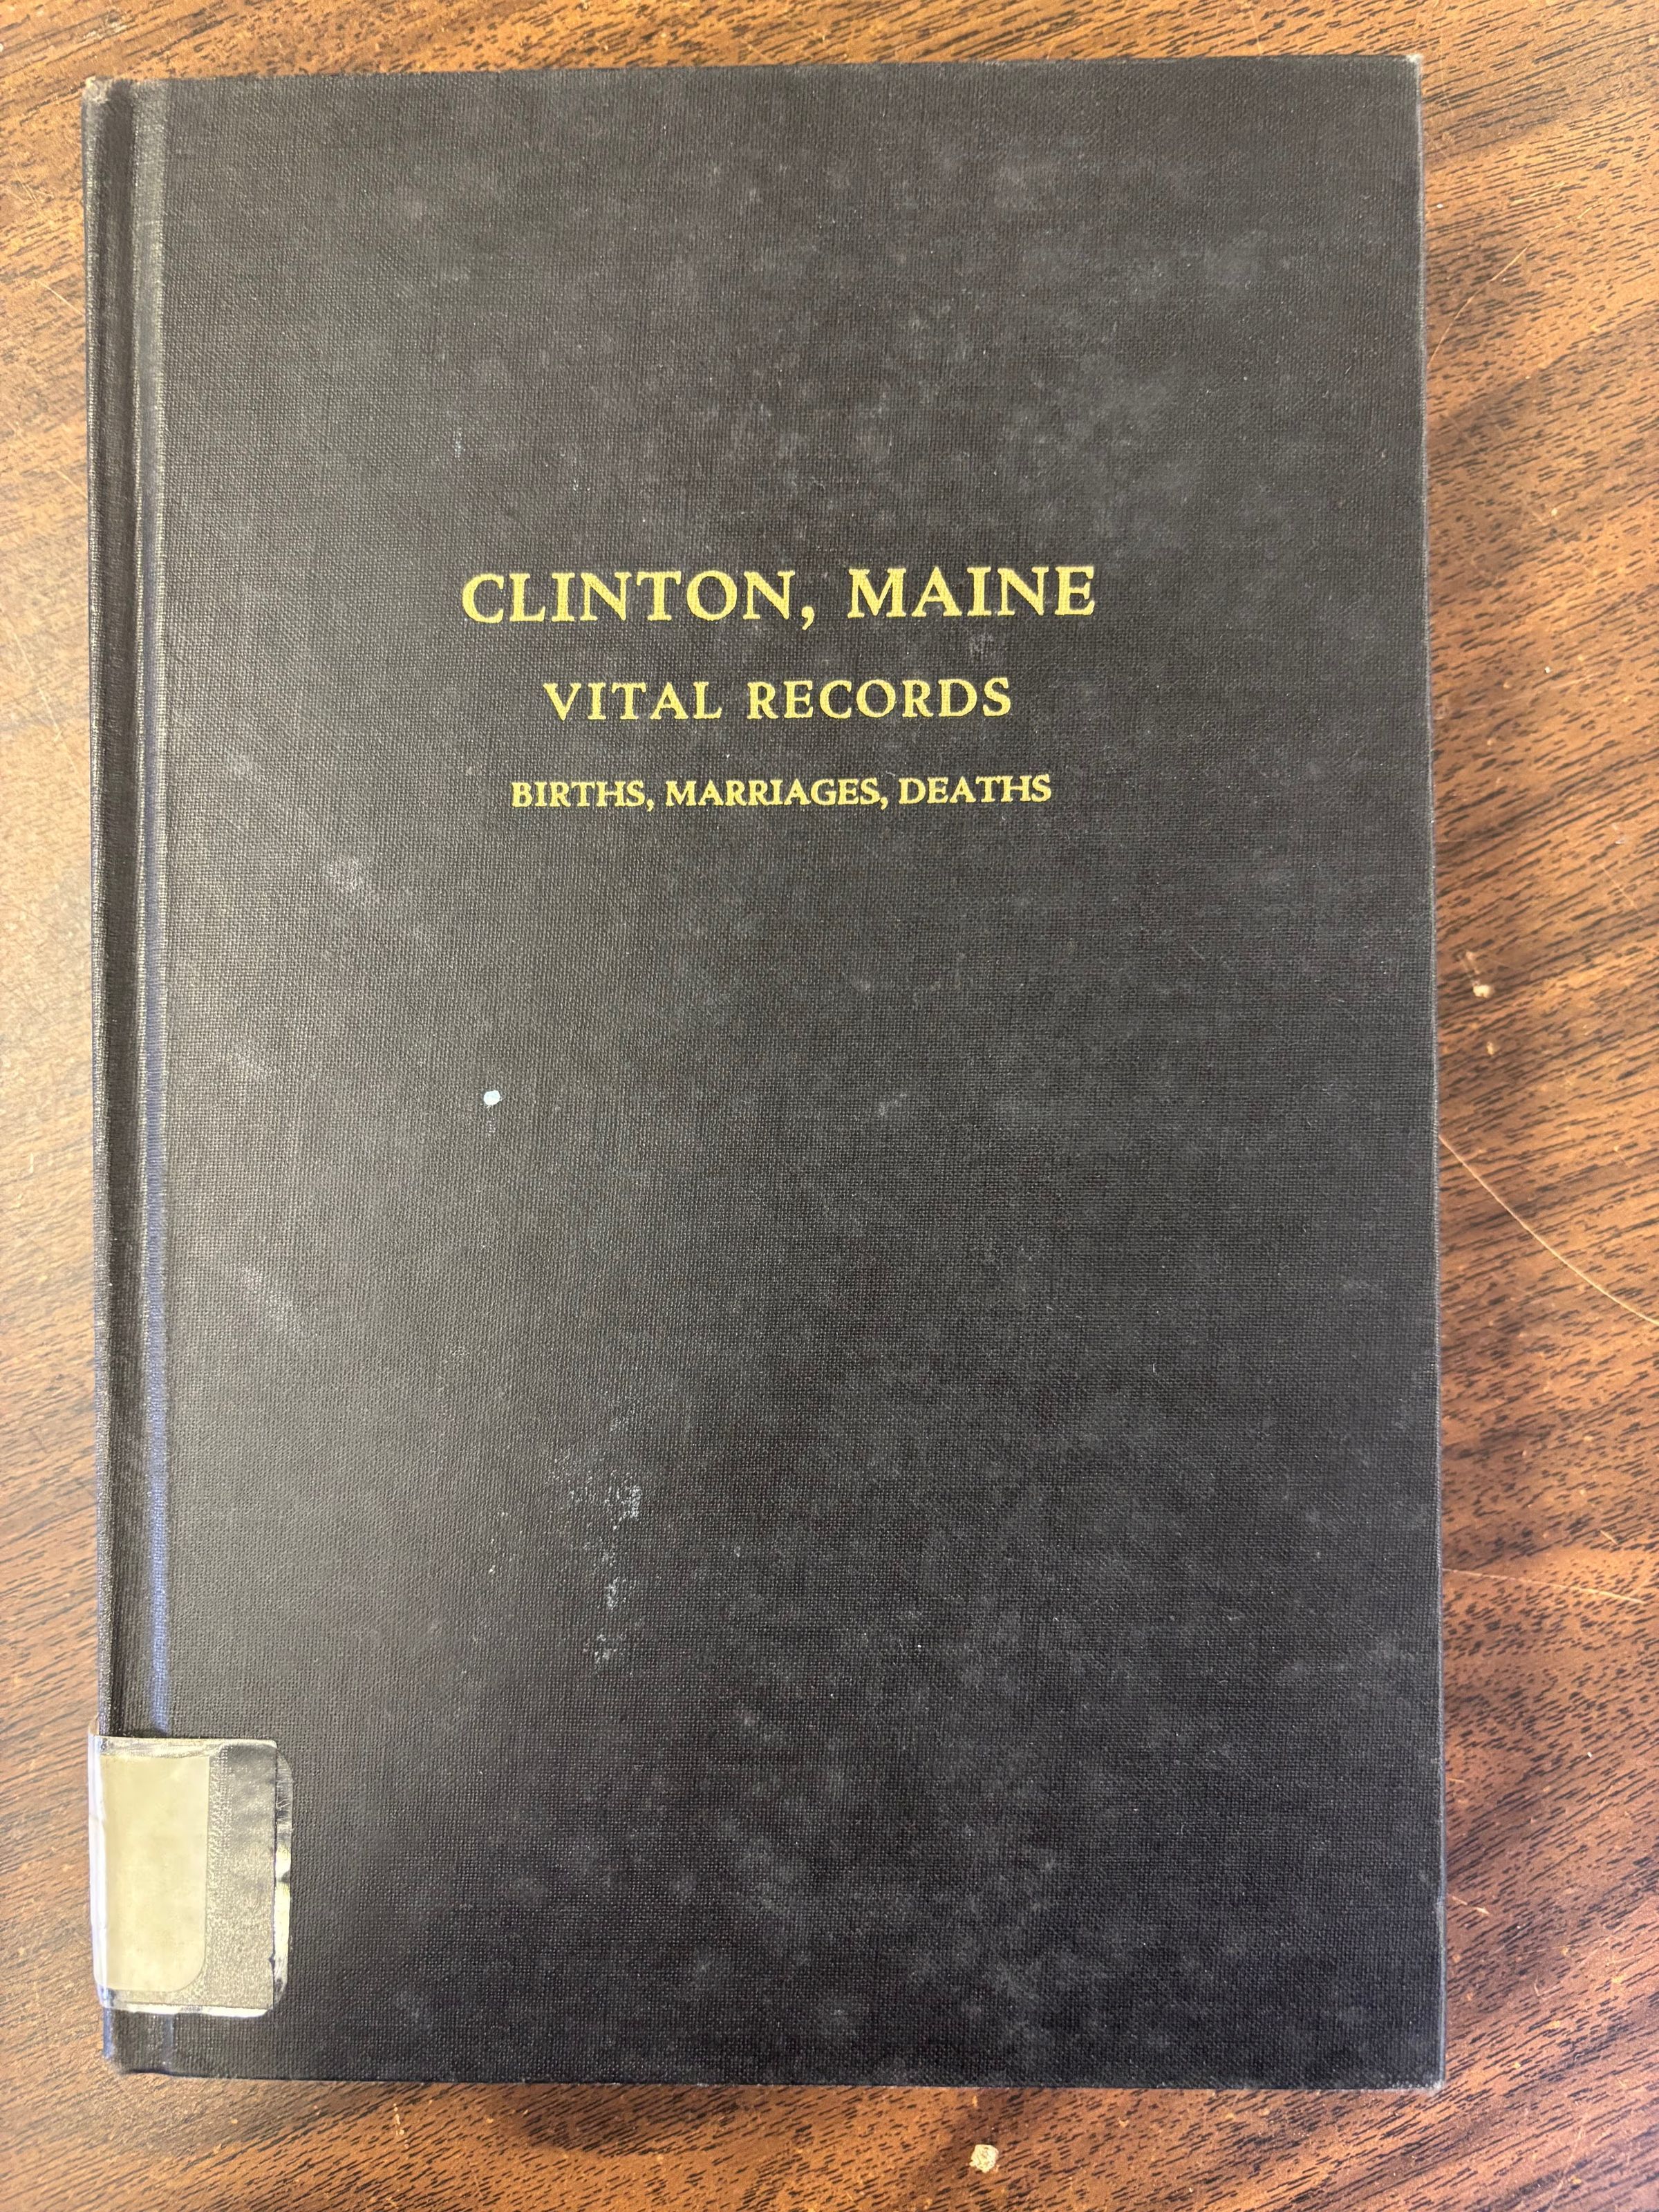 CLINTON, MAINE
VITAL RECORDS
BIRTHS, MARRIAGES, DEATHS